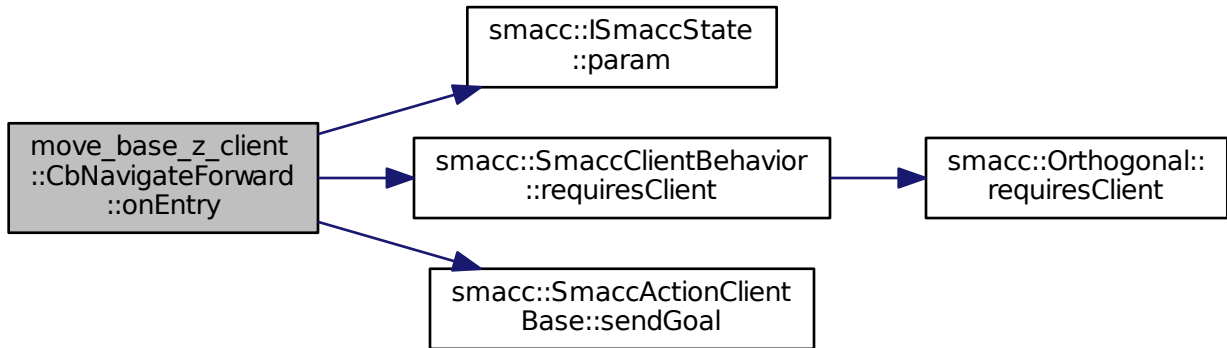 move_base_z_client
::CbNavigateForward
::onEntry
smacc::ISmaccState
::param
smacc::SmaccClientBehavior
::requiresClient
smacc::Orthogonal::
requiresClient
smacc::SmaccActionClient
Base::sendGoal